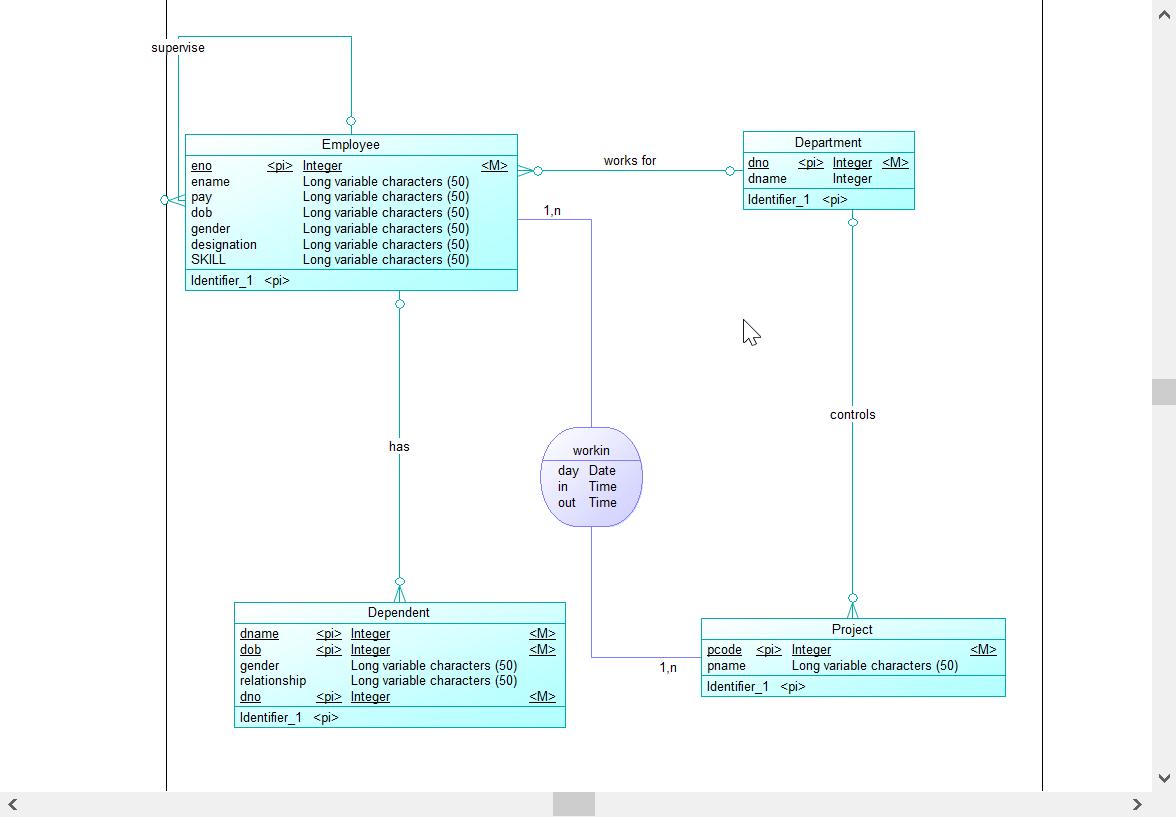 supervise
Employee
eno <pi> Integer <M>
ename Long variable characters (50)
pay Long variable characters (50)
dob Long variable characters (50)
gender Long variable characters (50)
designation Long variable characters (50)
SKILL Long variable characters (50)
Identifier_1 <pi>
works for
Department
dno <pi> Integer <M>
dname Integer
Identifier_1 <pi>
1,n
controls
has
workin
day Date
in Time
out Time
Dependent
dname <pi> Integer <M>
dob <pi> Integer <M>
gender Long variable characters (50)
relationship Long variable characters (50)
dno <pi> Integer <M>
Identifier_1 <pi>
1,n
Project
pcode <pi> Integer <M>
pname Long variable characters (50)
Identifier_1 <pi>